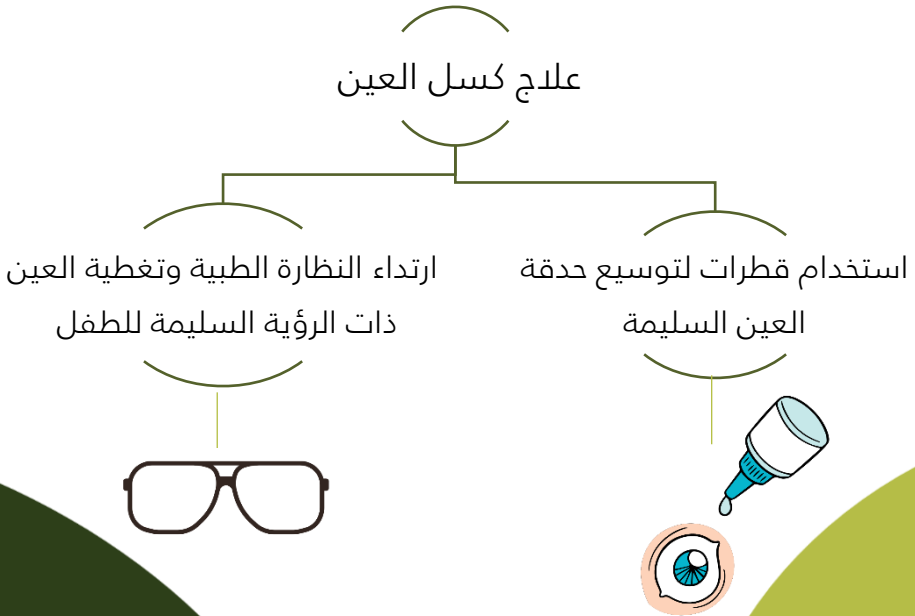 علاج كسل العين
استخدام قطرات لتوسيع حدقة
العين السليمة
ارتداء النظارة الطبية وتغطية العين
ذات الرؤية السليمة للطفل